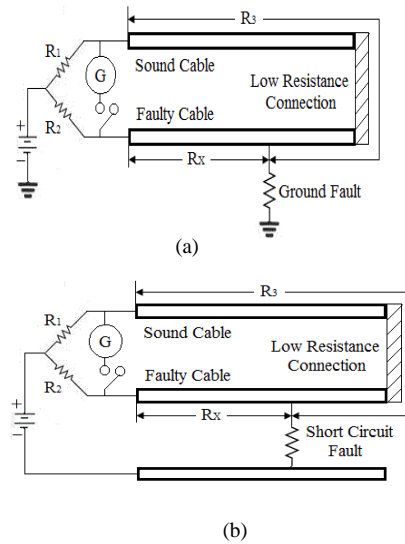 R3
R1
Sound Cable
G
Low Resistance
Connection
+
R2
Faulty Cable
Rx
Ground Fault
(a)
R3
R1
Sound Cable
G
Low Resistance
Connection
R2
Faulty Cable
+
Rx
Short Circuit
Fault
(b)